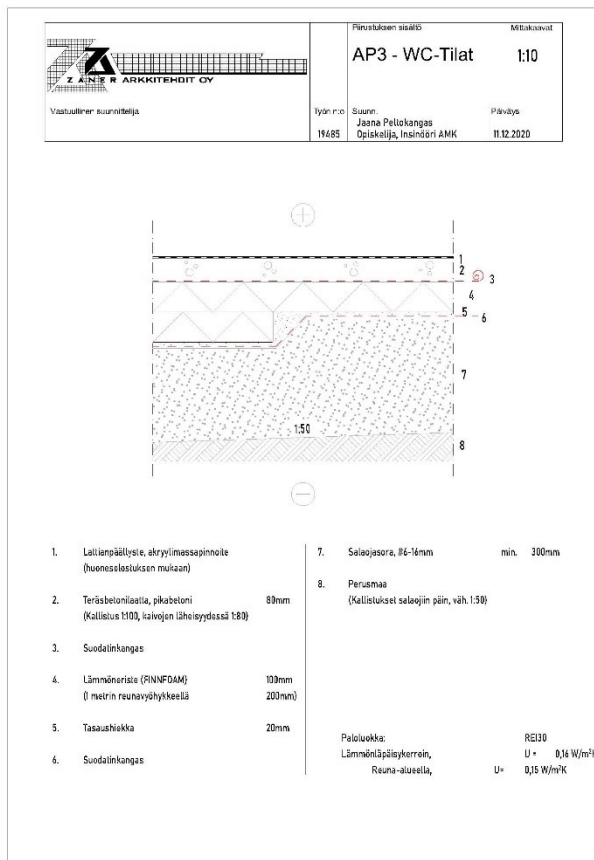 Piirustuksen sisältö
Mittakaavat
AP3 - WC-Tilat
1:10
ZANER ARKKITEHDIT OY
Vastuullinen suunnittelija
Työn n:o
Suunn.
Päiväys
Jaana Peltokangas
19485
Opiskelija, Insinööri AMK
11.12.2020
+
1
2
3
4
5
6
7
1:50
8
−
1. Lattianpäällyste, akryylimassapinnoite
(huoneselostuksen mukaan)
2. Teräsbetonilaatta, pikabetoni 80mm
(Kallistus 1:100, kaivojen läheisyydessä 1:80)
3. Suodatinkangas
4. Lämmöneriste (FINNFOAM) 100mm
(1 metrin reunavyöhykkeellä 200mm)
5. Tasaushiekka 20mm
6. Suodatinkangas
7. Salaojasora, #6-16mm min. 300mm
8. Perusmaa
(Kallistukset salaojiin päin, väh. 1:50)
Paloluokka: REI30
Lämmönläpäisykerroin, U = 0,16 W/m²K
Reuna-alueella, U= 0,15 W/m²K